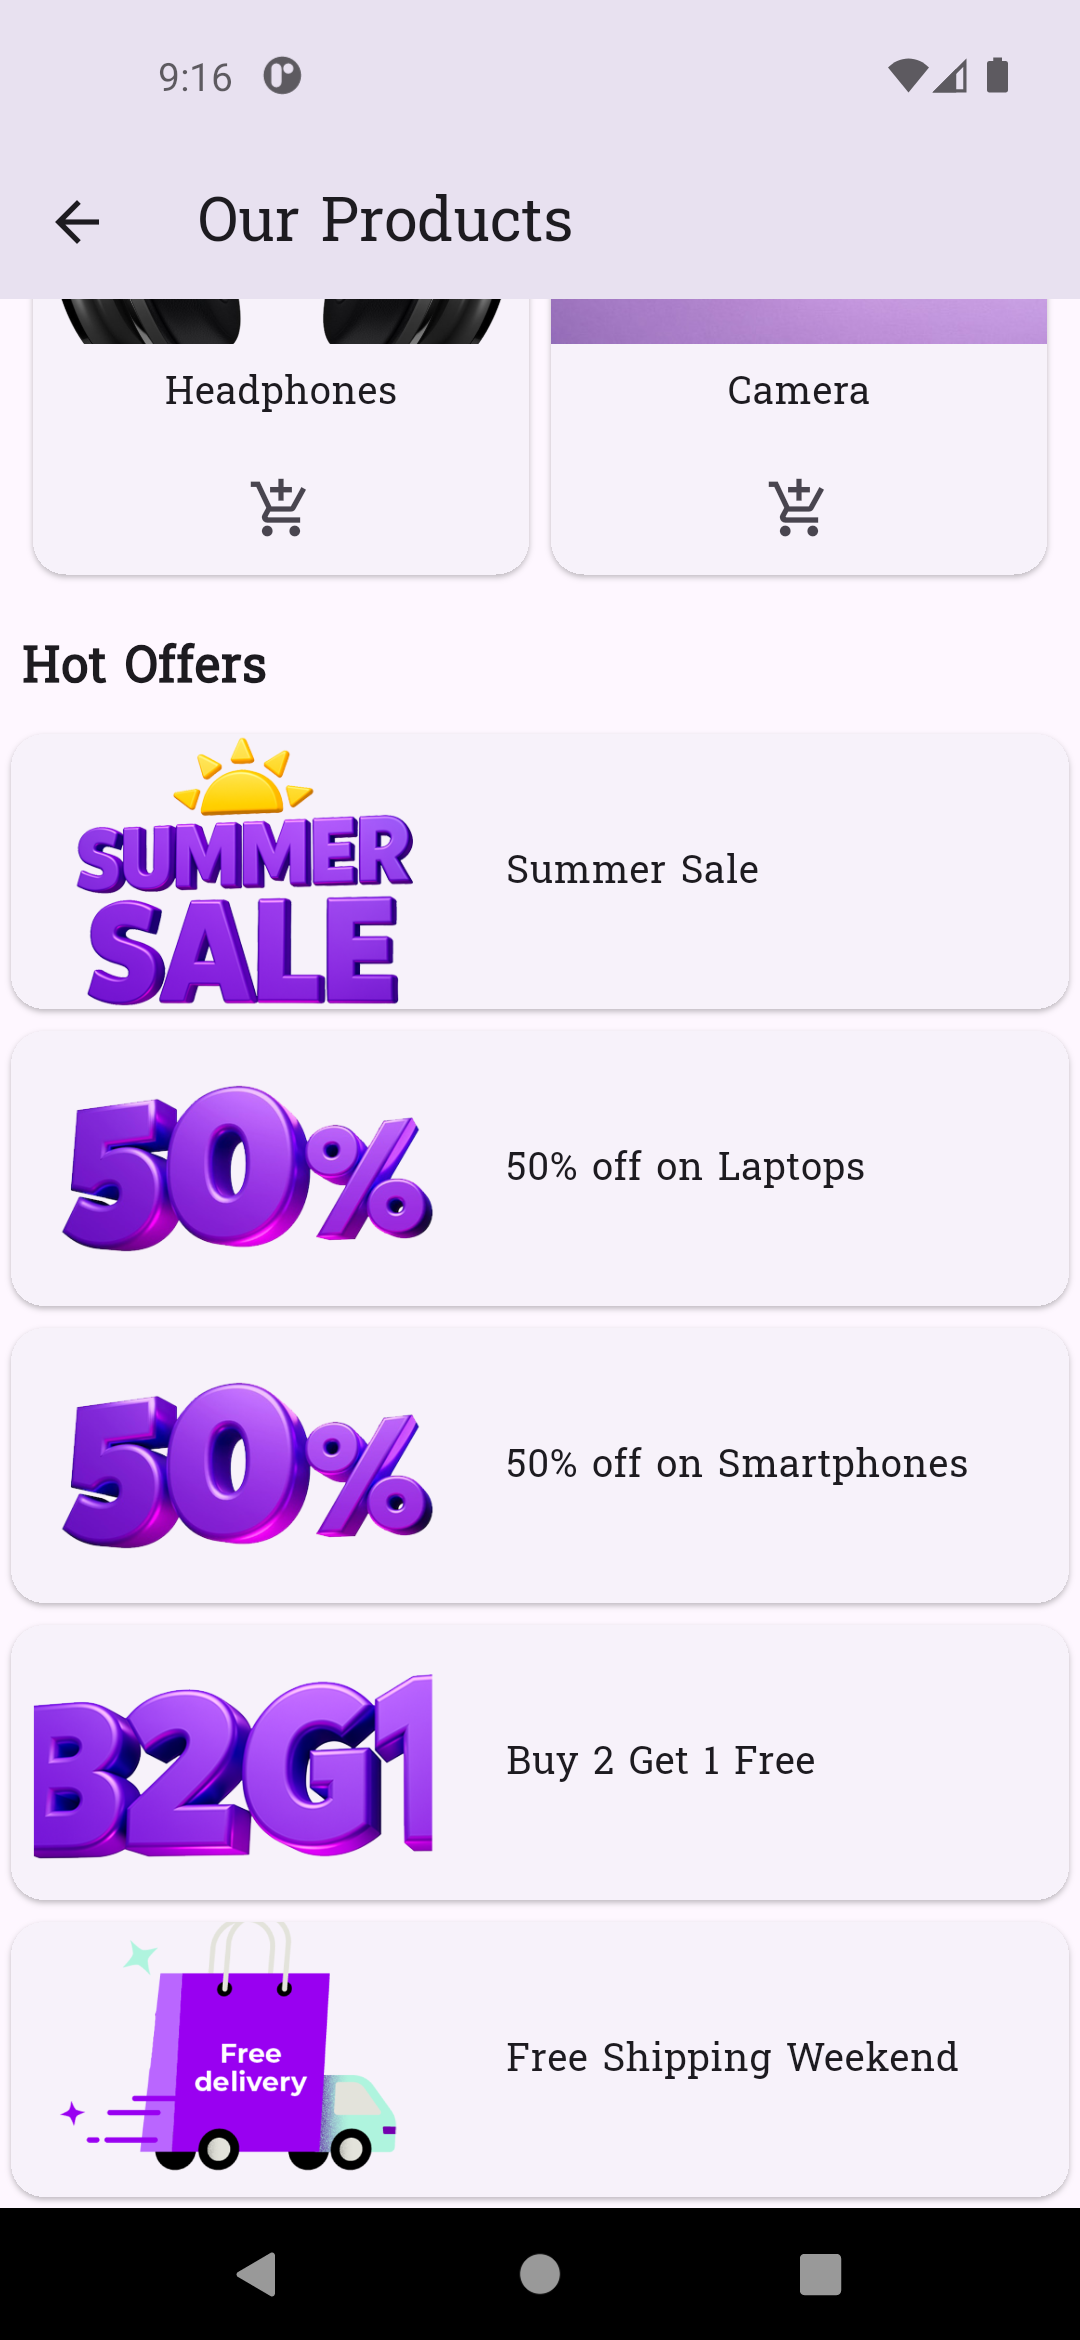 9:16
Our Products
Headphones
Camera
Hot Offers
SUMMER
SALE
Summer Sale
50%
50% off on Laptops
50%
50% off on Smartphones
B2G1
Buy 2 Get 1 Free
Free
delivery
Free Shipping Weekend